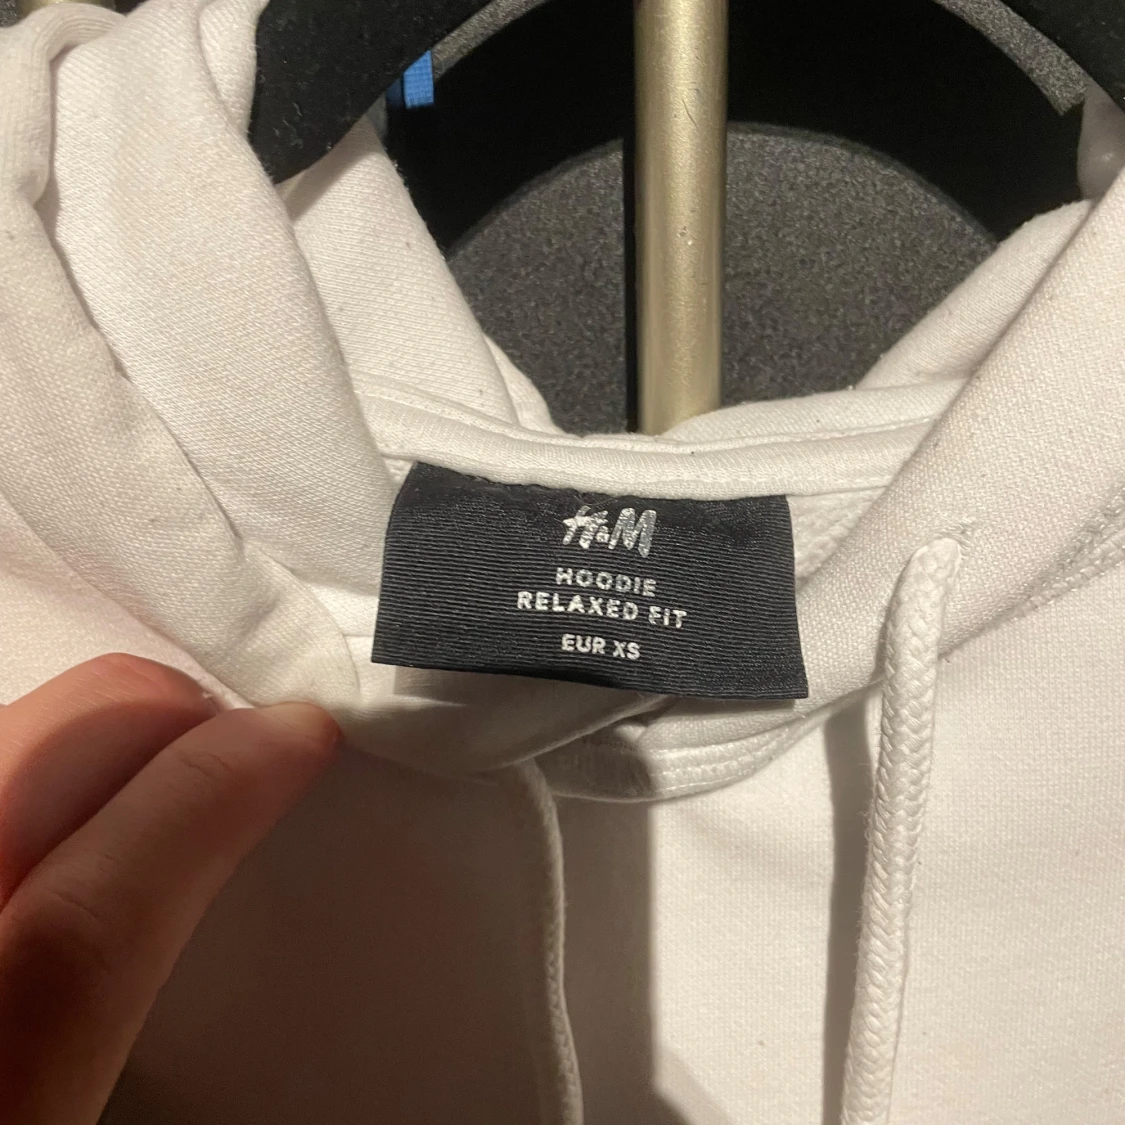 H&M
HOODIE
RELAXED FIT
EUR XS